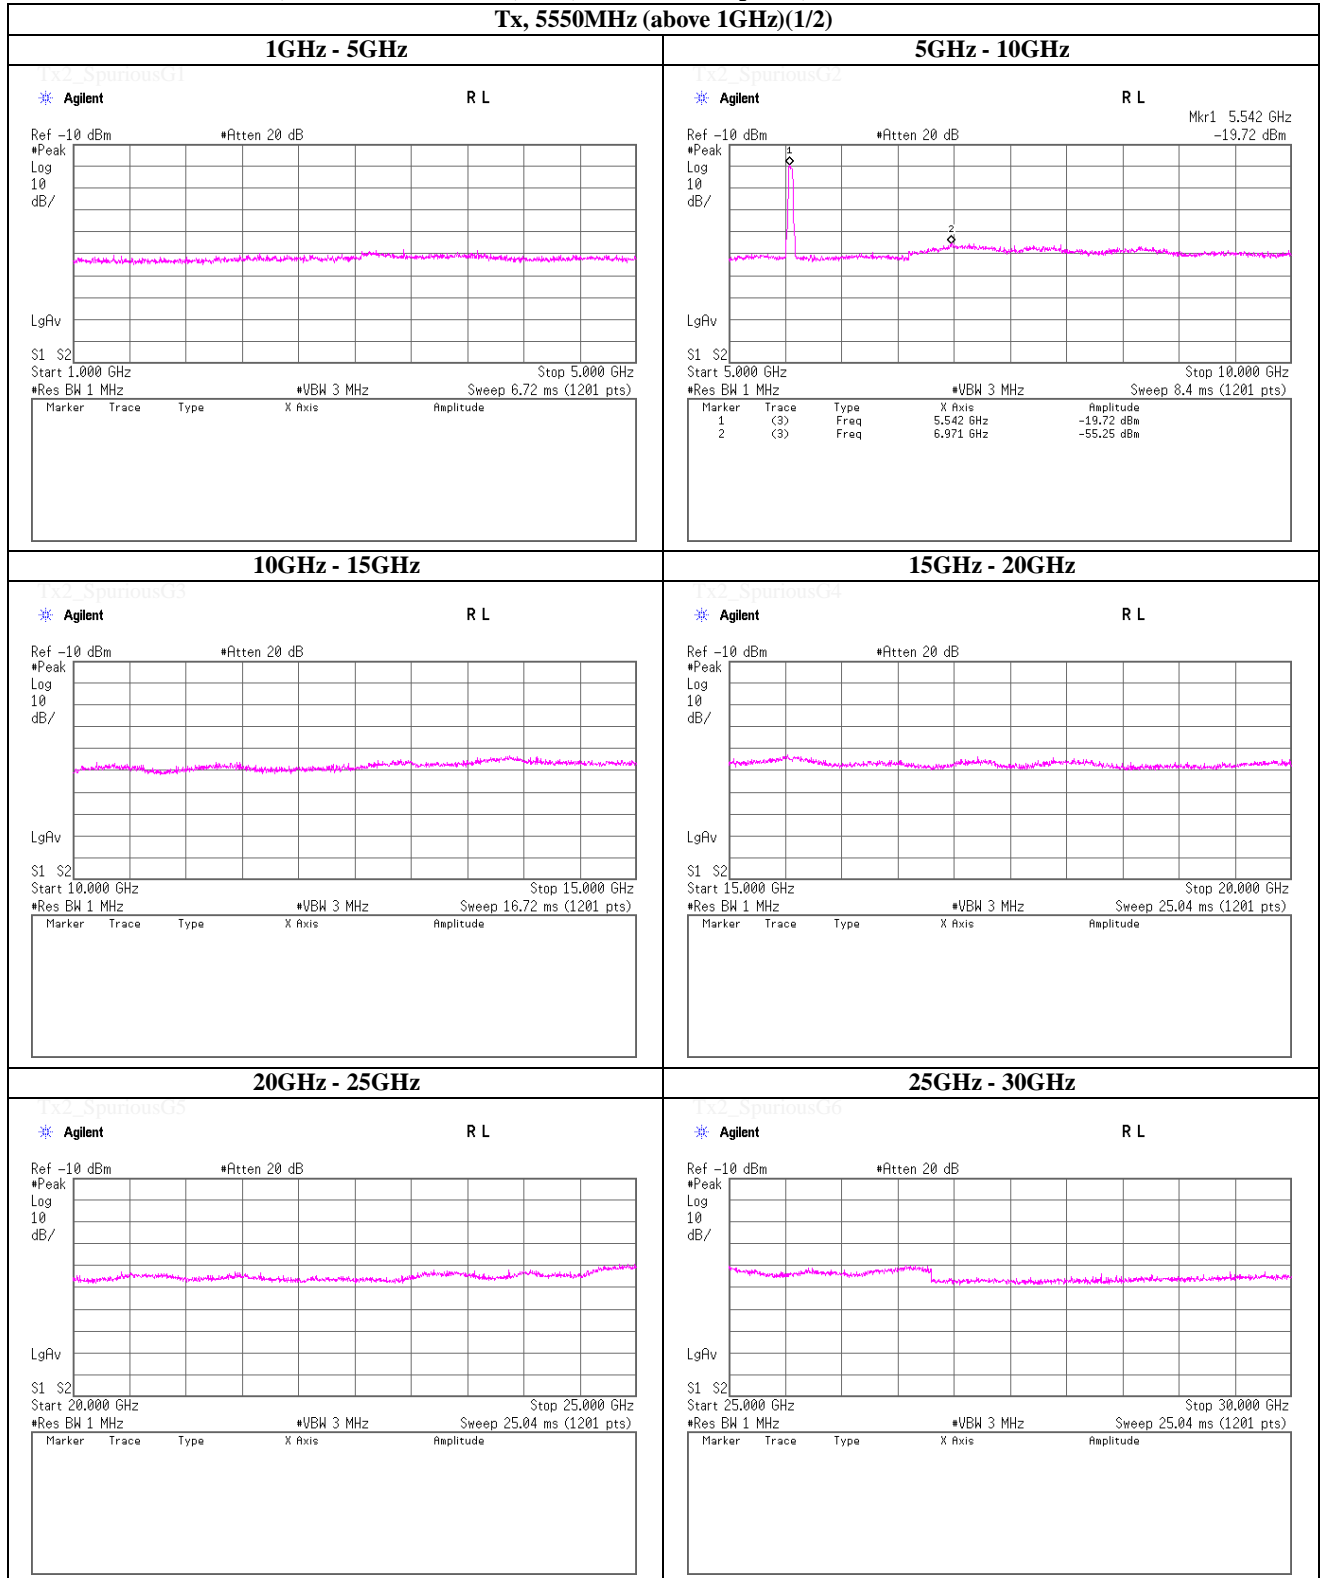 Tx, 5550MHz (above 1GHz)(1/2)
1GHz - 5GHz
5GHz - 10GHz
Tx2_SpuriousG1
Agilent
R L
Ref -10 dBm
#Atten 20 dB
#Peak
Log
10
dB/
LgAv
S1 S2
Start 1.000 GHz
Stop 5.000 GHz
#Res BW 1 MHz
#VBW 3 MHz
Sweep 6.72 ms (1201 pts)
Marker Trace Type X Axis Amplitude
Tx2_SpuriousG2
Agilent
R L
Mkr1 5.542 GHz
Ref -10 dBm
#Atten 20 dB
-19.72 dBm
#Peak
Log
10
dB/
1
2
LgAv
S1 S2
Start 5.000 GHz
Stop 10.000 GHz
#Res BW 1 MHz
#VBW 3 MHz
Sweep 8.4 ms (1201 pts)
Marker Trace Type X Axis Amplitude
1 (3) Freq 5.542 GHz -19.72 dBm
2 (3) Freq 6.971 GHz -55.25 dBm
10GHz - 15GHz
15GHz - 20GHz
Tx2_SpuriousG3
Agilent
R L
Ref -10 dBm
#Atten 20 dB
#Peak
Log
10
dB/
LgAv
S1 S2
Start 10.000 GHz
Stop 15.000 GHz
#Res BW 1 MHz
#VBW 3 MHz
Sweep 16.72 ms (1201 pts)
Marker Trace Type X Axis Amplitude
Tx2_SpuriousG4
Agilent
R L
Ref -10 dBm
#Atten 20 dB
#Peak
Log
10
dB/
LgAv
S1 S2
Start 15.000 GHz
Stop 20.000 GHz
#Res BW 1 MHz
#VBW 3 MHz
Sweep 25.04 ms (1201 pts)
Marker Trace Type X Axis Amplitude
20GHz - 25GHz
25GHz - 30GHz
Tx2_SpuriousG5
Agilent
R L
Ref -10 dBm
#Atten 20 dB
#Peak
Log
10
dB/
LgAv
S1 S2
Start 20.000 GHz
Stop 25.000 GHz
#Res BW 1 MHz
#VBW 3 MHz
Sweep 25.04 ms (1201 pts)
Marker Trace Type X Axis Amplitude
Tx2_SpuriousG6
Agilent
R L
Ref -10 dBm
#Atten 20 dB
#Peak
Log
10
dB/
LgAv
S1 S2
Start 25.000 GHz
Stop 30.000 GHz
#Res BW 1 MHz
#VBW 3 MHz
Sweep 25.04 ms (1201 pts)
Marker Trace Type X Axis Amplitude